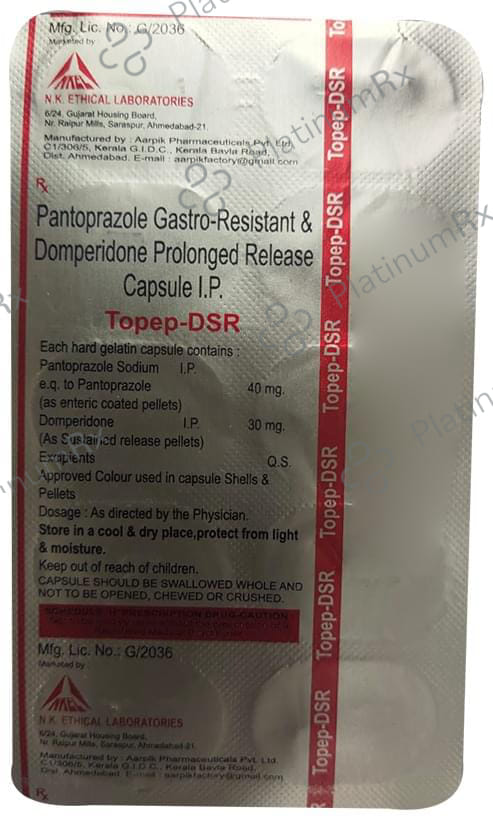 Mfg. Lic. No.: G/2036
Marketed by :
N.K. ETHICAL LABORATORIES
6/24, Gujarat Housing Board,
Nr. Raipur Mills, Saraspur, Ahmedabad-21.
Manufactured by : Aarpik Pharmaceuticals Pvt. Ltd.
C1/306/5, Kerala G.I.D.C., Kerala Bavla Road,
Dist. Ahmedabad. E-mail : aarpikfactory@gmail.com
Rx
Pantoprazole Gastro-Resistant &
Domperidone Prolonged Release
Capsule I.P.
Topep-DSR
Each hard gelatin capsule contains :
Pantoprazole Sodium I.P.
e.q. to Pantoprazole 40 mg.
(as enteric coated pellets)
Domperidone I.P. 30 mg.
(As Sustained release pellets)
Exepients Q.S.
Approved Colour used in capsule Shells &
Pellets
Dosage : As directed by the Physician.
Store in a cool & dry place,protect from light
& moisture.
Keep out of reach of children.
CAPSULE SHOULD BE SWALLOWED WHOLE AND
NOT TO BE OPENED, CHEWED OR CRUSHED.
SCHEDULE 'H' PRESCRIPTION DRUG-CAUTION
Mfg. Lic. No.: G/2036
Marketed by :
N.K. ETHICAL LABORATORIES
6/24, Gujarat Housing Board,
Nr. Raipur Mills, Saraspur, Ahmedabad-21.
Manufactured by : Aarpik Pharmaceuticals Pvt. Ltd.
C1/306/5, Kerala G.I.D.C., Kerala Bavla Road,
Dist. Ahmedabad. E-mail : aarpikfactory@gmail.com
Rx
To
Topep-DSR
Topep-DSR
Topep-DSR
Topep-DSR
Topep-DSR
Topep-DSR
R
PlatinumRx
PlatinumRx
PlatinumRx